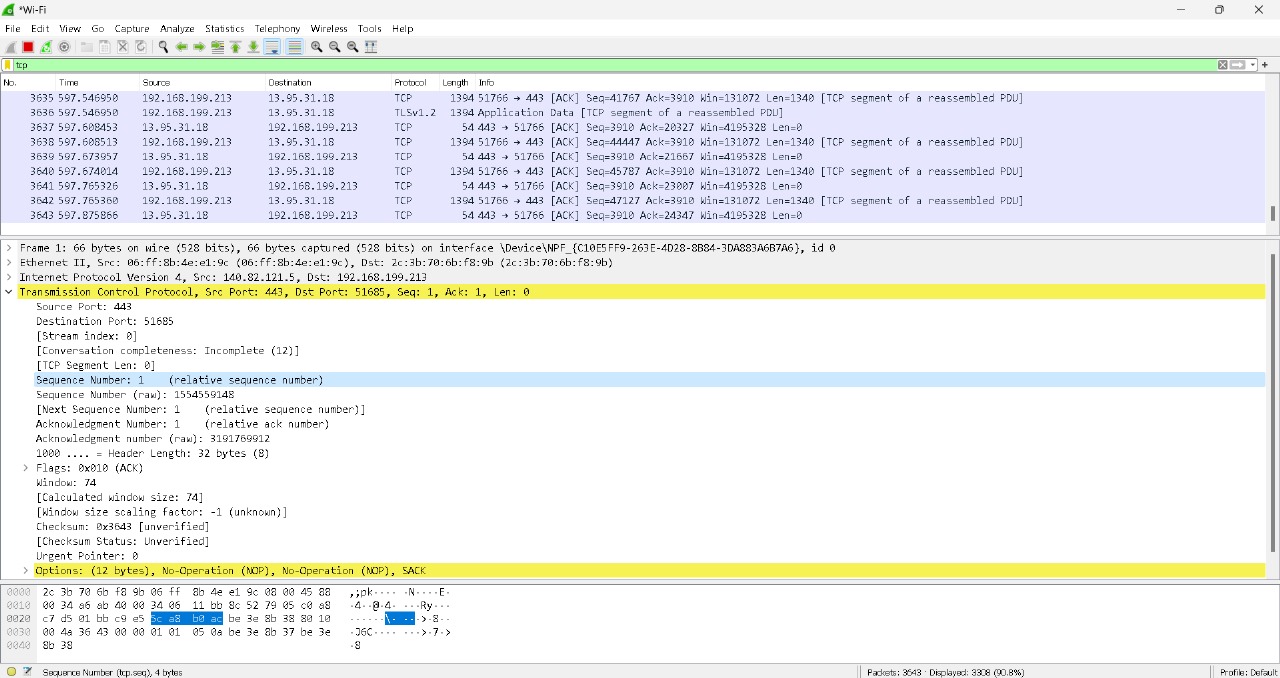 *Wi-Fi
File Edit View Go Capture Analyze Statistics Telephony Wireless Tools Help
tcp
No. Time Source Destination Protocol Length Info
3635 597.546950 192.168.199.213 13.95.31.18 TCP 1394 51766 → 443 [ACK] Seq=41767 Ack=3910 Win=131072 Len=1340 [TCP segment of a reassembled PDU]
3636 597.546950 192.168.199.213 13.95.31.18 TLSv1.2 1394 Application Data [TCP segment of a reassembled PDU]
3637 597.608453 13.95.31.18 192.168.199.213 TCP 54 443 → 51766 [ACK] Seq=3910 Ack=20327 Win=4195328 Len=0
3638 597.608513 192.168.199.213 13.95.31.18 TCP 1394 51766 → 443 [ACK] Seq=44447 Ack=3910 Win=131072 Len=1340 [TCP segment of a reassembled PDU]
3639 597.673957 13.95.31.18 192.168.199.213 TCP 54 443 → 51766 [ACK] Seq=3910 Ack=21667 Win=4195328 Len=0
3640 597.674014 192.168.199.213 13.95.31.18 TCP 1394 51766 → 443 [ACK] Seq=45787 Ack=3910 Win=131072 Len=1340 [TCP segment of a reassembled PDU]
3641 597.765326 13.95.31.18 192.168.199.213 TCP 54 443 → 51766 [ACK] Seq=3910 Ack=23007 Win=4195328 Len=0
3642 597.765360 192.168.199.213 13.95.31.18 TCP 1394 51766 → 443 [ACK] Seq=47127 Ack=3910 Win=131072 Len=1340 [TCP segment of a reassembled PDU]
3643 597.875866 13.95.31.18 192.168.199.213 TCP 54 443 → 51766 [ACK] Seq=3910 Ack=24347 Win=4195328 Len=0
Frame 1: 66 bytes on wire (528 bits), 66 bytes captured (528 bits) on interface \Device\NPF_{C10E5FF9-263E-4D28-8B84-3DA883A6B7A6}, id 0
Ethernet II, Src: 06:ff:8b:4e:e1:9c (06:ff:8b:4e:e1:9c), Dst: 2c:3b:70:6b:f8:9b (2c:3b:70:6b:f8:9b)
Internet Protocol Version 4, Src: 140.82.121.5, Dst: 192.168.199.213
Transmission Control Protocol, Src Port: 443, Dst Port: 51685, Seq: 1, Ack: 1, Len: 0
Source Port: 443
Destination Port: 51685
[Stream index: 0]
[Conversation completeness: Incomplete (12)]
[TCP Segment Len: 0]
Sequence Number: 1 (relative sequence number)
Sequence Number (raw): 1554559148
[Next Sequence Number: 1 (relative sequence number)]
Acknowledgment Number: 1 (relative ack number)
Acknowledgment number (raw): 3191769912
1000 .... = Header Length: 32 bytes (8)
Flags: 0x010 (ACK)
Window: 74
[Calculated window size: 74]
[Window size scaling factor: -1 (unknown)]
Checksum: 0x3643 [unverified]
[Checksum Status: Unverified]
Urgent Pointer: 0
Options: (12 bytes), No-Operation (NOP), No-Operation (NOP), SACK
0000 2c 3b 70 6b f8 9b 06 ff 8b 4e e1 9c 08 00 45 88 ,;pk···· ·N····E·
0010 00 34 a6 ab 40 00 34 06 11 bb 8c 52 79 05 c0 a8 ·4··@·4· ···Ry···
0020 c7 d5 01 bb c9 e5 5c a8 b0 ac be 3e 8b 38 80 10 ······\· ···>·8··
0030 00 4a 36 43 00 00 01 01 05 0a be 3e 8b 37 be 3e ·J6C···· ···>·7·>
0040 8b 38 ·8
Sequence Number (tcp.seq), 4 bytes
Packets: 3643 · Displayed: 3308 (90.8%)
Profile: Default